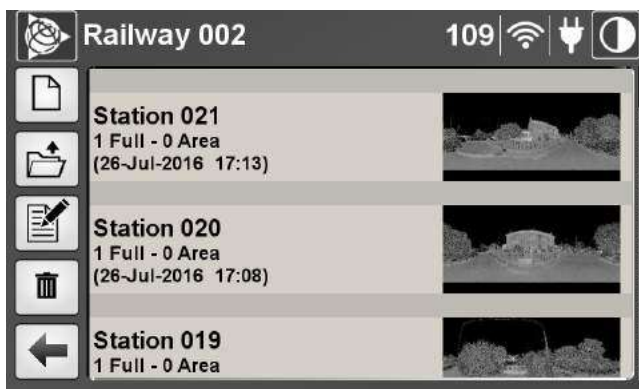 Railway 002
109
Station 021
1 Full - 0 Area
(26-Jul-2016 17:13)
Station 020
1 Full - 0 Area
(26-Jul-2016 17:08)
Station 019
1 Full - 0 Area